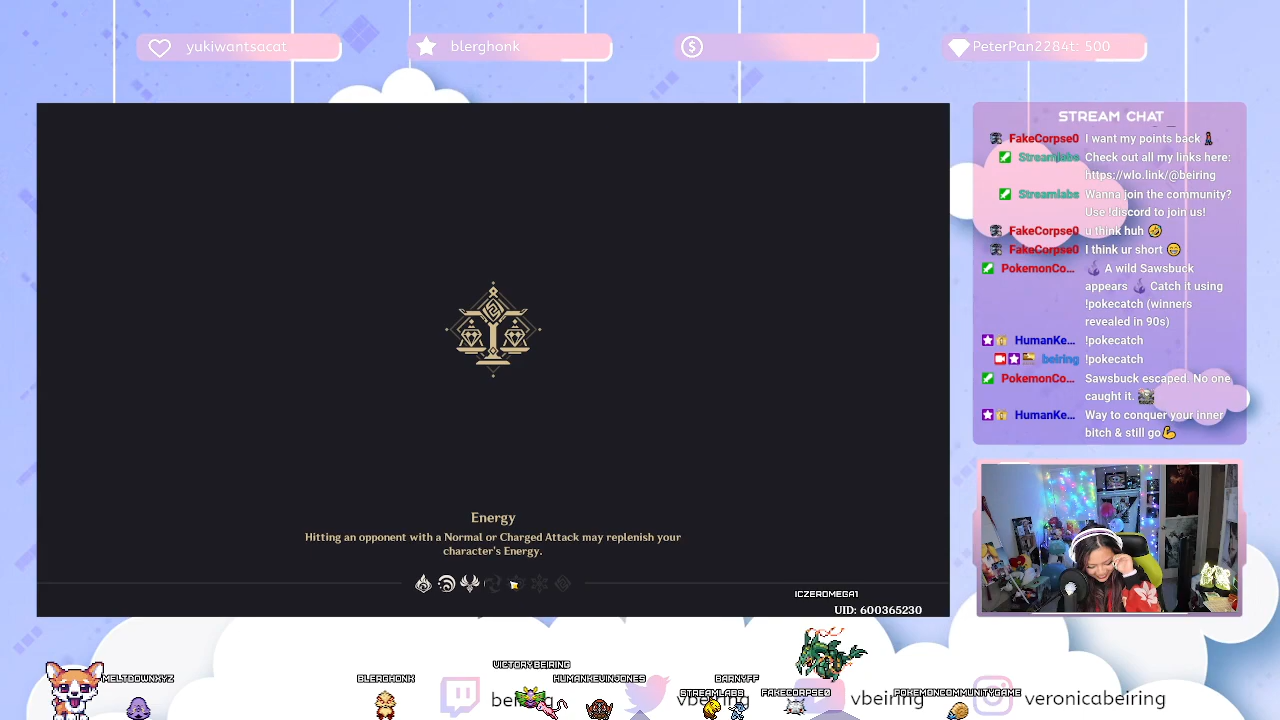 yukiwantsacat
blerghonk
PeterPan2284t: 500
STREAM CHAT
FakeCorpse0 I want my points back
Streamlabs Check out all my links here:
https://wlo.link/@beiring
Streamlabs Wanna join the community?
Use !discord to join us!
FakeCorpse0 u think huh 🤣
FakeCorpse0 I think ur short 😁
PokemonCo... A wild Sawsbuck
appears Catch it using
!pokecatch (winners
revealed in 90s)
HumanKe... !pokecatch
beiring !pokecatch
PokemonCo... Sawsbuck escaped. No one
caught it.
HumanKe... Way to conquer your inner
bitch & still go💪
Energy
Hitting an opponent with a Normal or Charged Attack may replenish your
character's Energy.
ICZEROMEGA1
UID: 600365230
MELTDOWNXYZ
BLERGHONK
VICTORYBEIRING
HUMANKEVINJONES
STREAMLABS
BARNYFF
FAKECORPSE0
POKEMONCOMMUNITYGAME
vbeiring
veronicabeiring